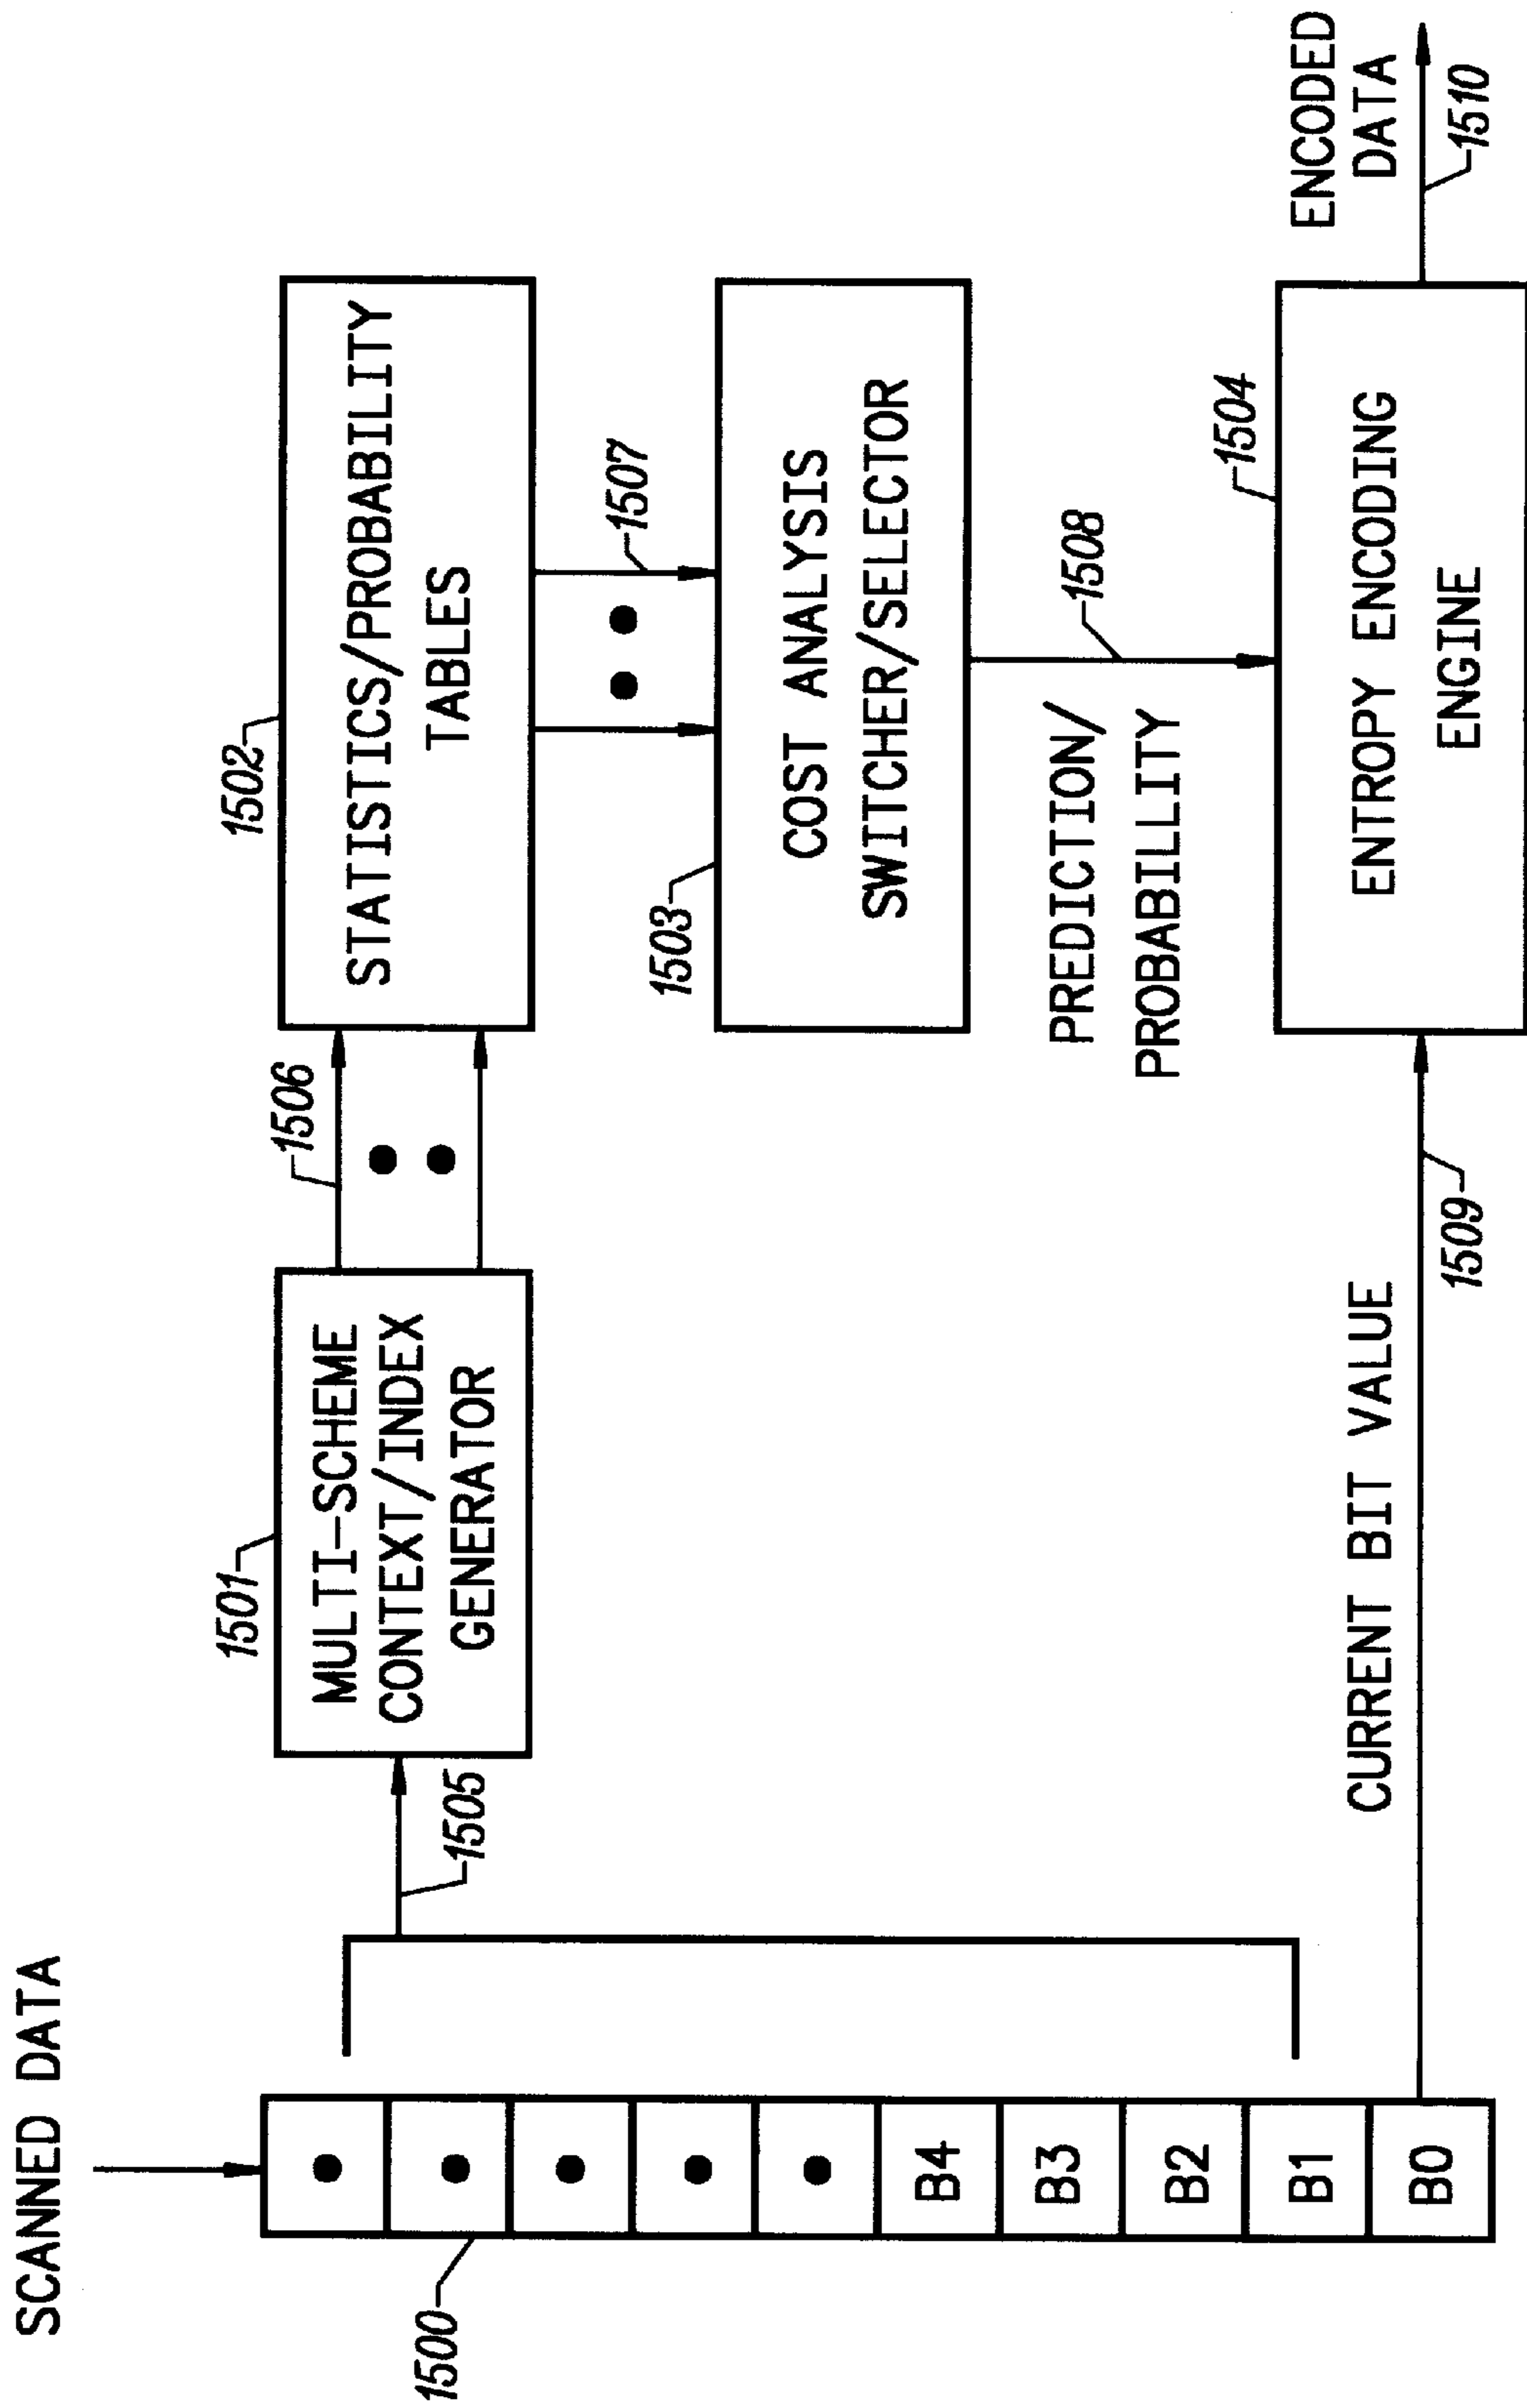 SCANNED DATA
1500
B4
B3
B2
B1
B0
1505
1501
MULTI-SCHEME
CONTEXT/INDEX
GENERATOR
1506
1502
STATISTICS/PROBABILITY
TABLES
1507
1503
COST ANALYSIS
SWITCHER/SELECTOR
PREDICTION/
PROBABILLITY
1508
1504
ENTROPY ENCODING
ENGINE
CURRENT BIT VALUE
1509
ENCODED
DATA
1510